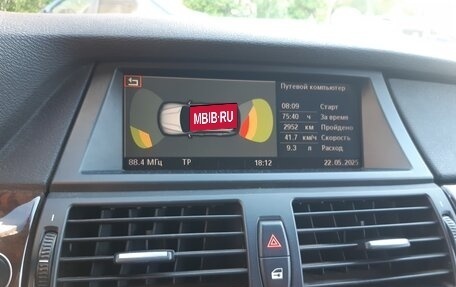 Путевой компьютер
08:09 Старт
75:40 ч За время
2952 км Пройдено
41.7 км/ч Скорость
9.3 л Расход
MBIB.RU
88.4 МГц TP 18:12 22.05.2025